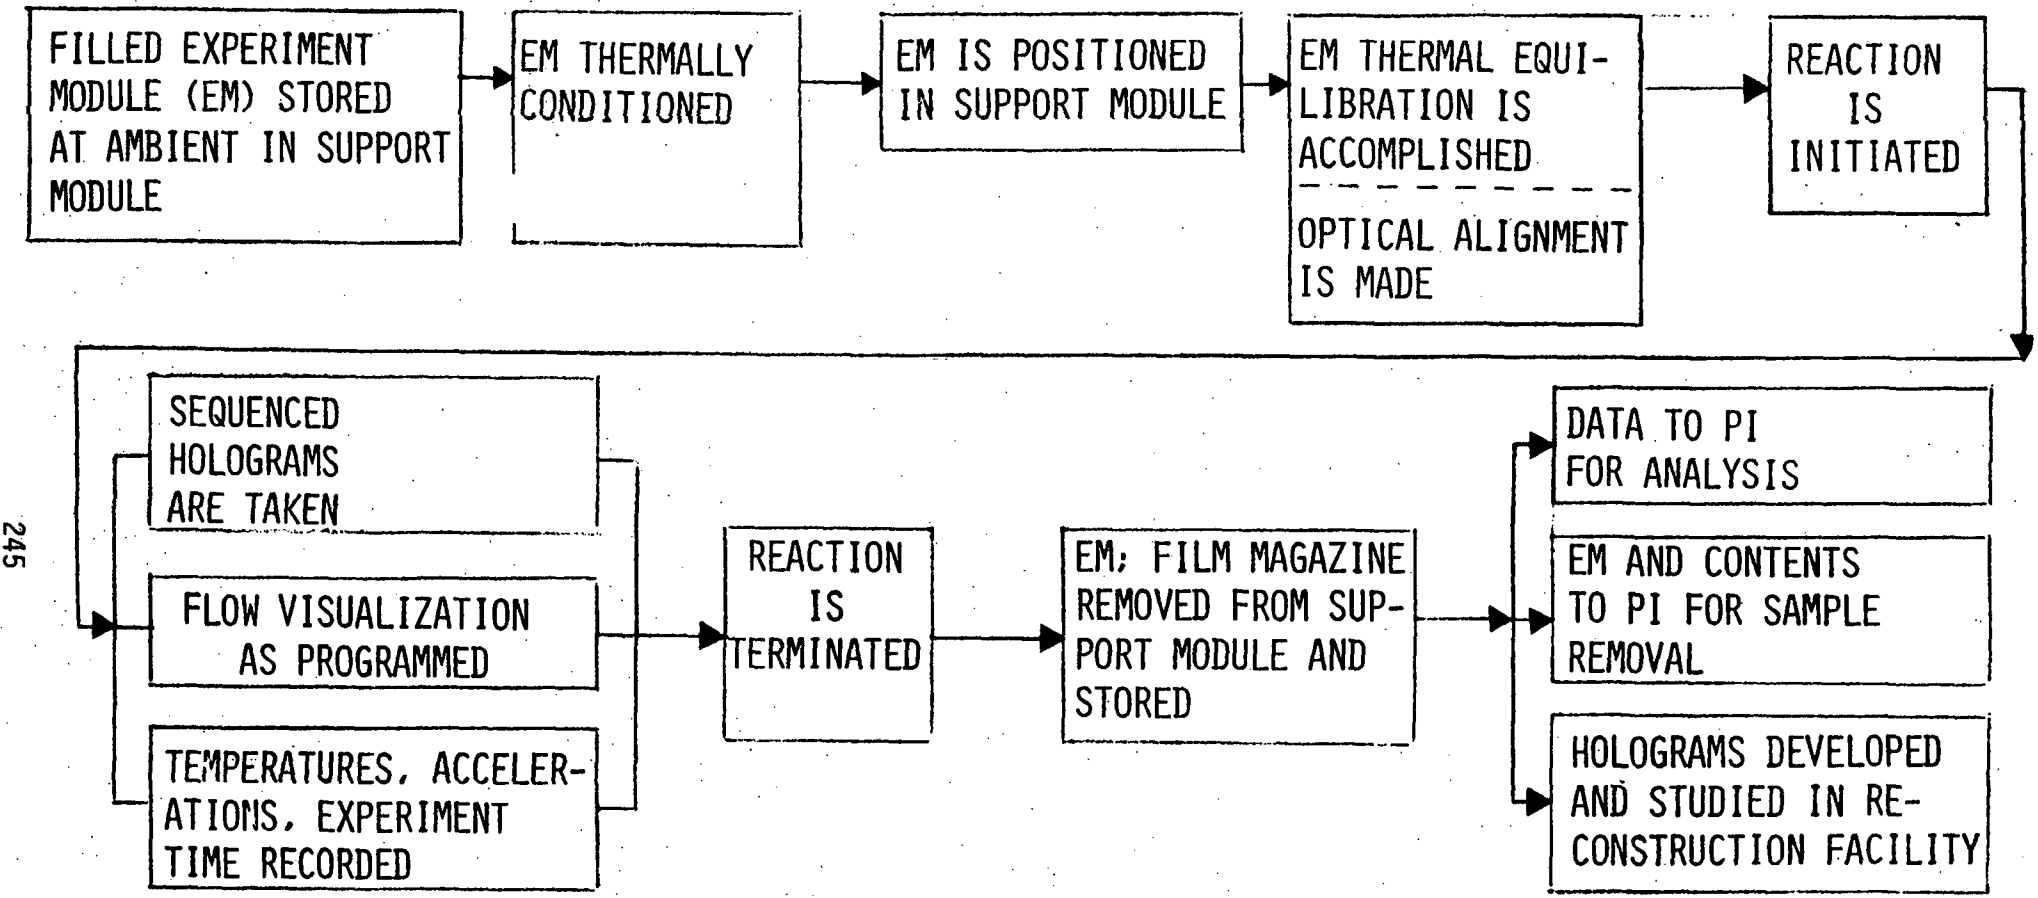 FILLED EXPERIMENT
MODULE (EM) STORED
AT AMBIENT IN SUPPORT
MODULE
EM THERMALLY
CONDITIONED
EM IS POSITIONED
IN SUPPORT MODULE
EM THERMAL EQUI-
LIBRATION IS
ACCOMPLISHED
OPTICAL ALIGNMENT
IS MADE
REACTION
IS
INITIATED
SEQUENCED
HOLOGRAMS
ARE TAKEN
FLOW VISUALIZATION
AS PROGRAMMED
TEMPERATURES, ACCELER-
ATIONS, EXPERIMENT
TIME RECORDED
REACTION
IS
TERMINATED
EM; FILM MAGAZINE
REMOVED FROM SUP-
PORT MODULE AND
STORED
DATA TO PI
FOR ANALYSIS
EM AND CONTENTS
TO PI FOR SAMPLE
REMOVAL
HOLOGRAMS DEVELOPED
AND STUDIED IN RE-
CONSTRUCTION FACILITY
245